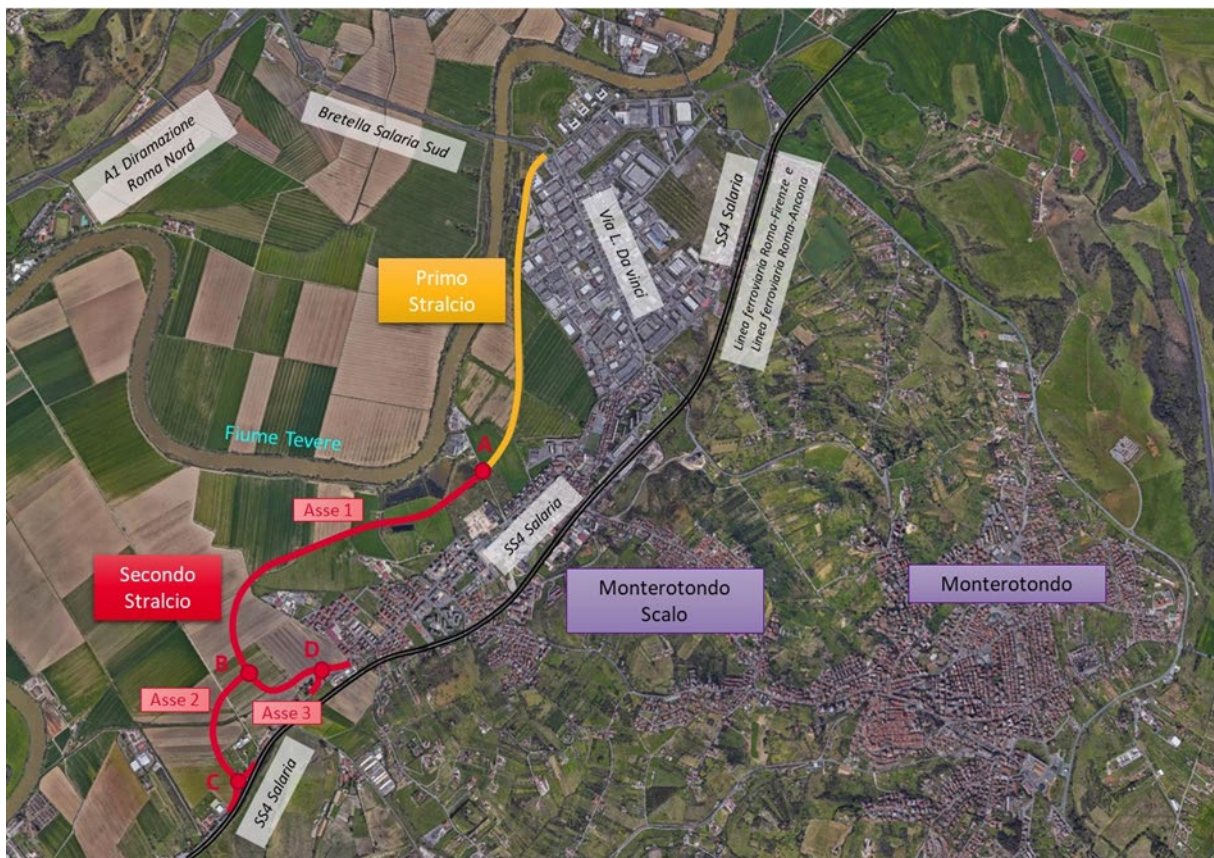 A1 Diramazione
Roma Nord
Bretella Salaria Sud
SS4 Salaria
Linea ferroviaria Roma-Firenze e
Linea ferroviaria Roma-Ancona
Via L. Da vinci
Primo
Stralcio
Fiume Tevere
A
Asse 1
SS4 Salaria
Secondo
Stralcio
Monterotondo
Scalo
Monterotondo
B
D
Asse 2
Asse 3
C
SS4 Salaria